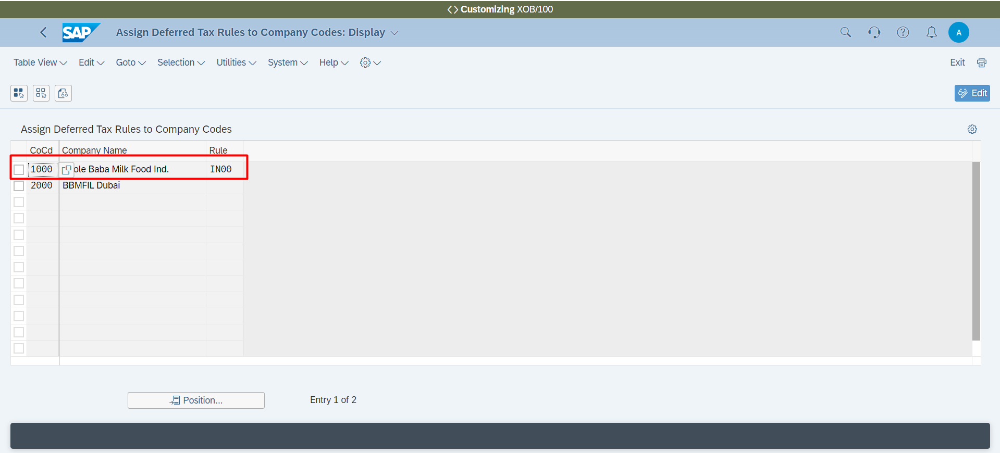 <> Customizing XOB/100
SAP Assign Deferred Tax Rules to Company Codes: Display
A
Table View Edit Goto Selection Utilities System Help Exit
Edit
Assign Deferred Tax Rules to Company Codes
CoCd Company Name Rule
1000 ole Baba Milk Food Ind. IN00
2000 BBMFIL Dubai
Position... Entry 1 of 2